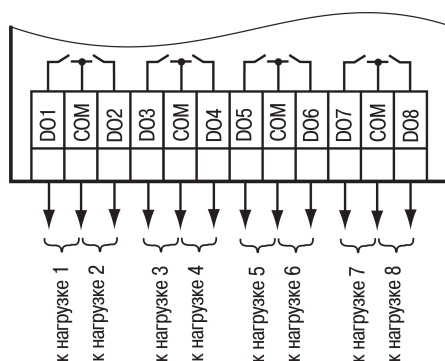 DO1
COM
DO2
DO3
COM
DO4
DO5
COM
DO6
DO7
COM
DO8
к нагрузке 1
к нагрузке 2
к нагрузке 3
к нагрузке 4
к нагрузке 5
к нагрузке 6
к нагрузке 7
к нагрузке 8